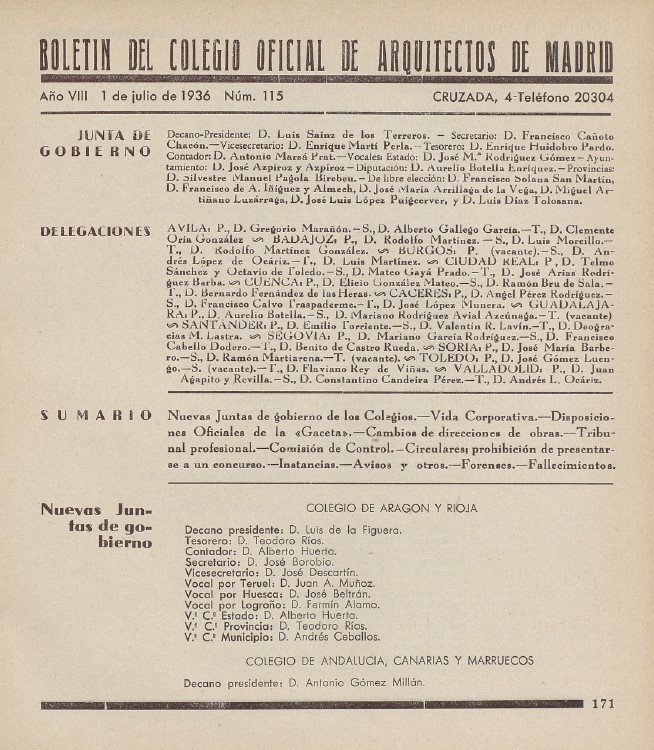 BOLETIN DEL COLEGIO OFICIAL DE ARQUITECTOS DE MADRID
Año VIII 1 de julio de 1936 Núm. 115 CRUZADA, 4-Teléfono 20304
JUNTA DE GOBIERNO
Decano-Presidente: D. Luis Sainz de los Terreros. - Secretario: D. Francisco Cañoto
Chacón.—Vicesecretario: D. Enrique Martí Perla.—Tesorero: D. Enrique Huidobro Pardo.
Contador: D. Antonio Marsá Prat.—Vocales: Estado: D. José M.ª Rodríguez Gómez—Ayun-
tamiento: D. José Azpíroz y Azpíroz—Diputación: D. Aurelio Botella Enríquez.—Provincias:
D. Silvestre Manuel Pagola Birebeu.—De libre elección: D. Francisco Solana San Martín,
D. Francisco de A. Iñiguez y Almech, D. José María Arrillaga de la Vega, D. Miguel Ar-
tiñano Luzárraga, D. José Luis López Puigcerver, y D. Luis Díaz Tolosana.
DELEGACIONES
AVILA: P., D. Gregorio Marañón.—S., D. Alberto Gallego García.—T., D. Clemente
Oria González ∾ BADAJOZ: P., D. Rodolfo Martínez.—S., D. Luis Morcillo.—
T., D. Rodolfo Martínez González. ∾ BURGOS: P. (vacante).—S., D. An-
drés López de Ocáriz.—T., D. Luis Martínez. ∾ CIUDAD REAL: P., D. Telmo
Sánchez y Octavio de Toledo.—S., D. Mateo Gayá Prado.—T., D. José Arias Rodrí-
guez Barba. ∾ CUENCA: P., D. Elicio González Mateo.—S., D. Ramón Bru de Sala.—
T., D. Bernardo Fernández de las Heras. ∾ CACERES: P., D. Angel Pérez Rodríguez.—
S., D. Francisco Calvo Traspaderne.—T., D. José López Munera. ∾ GUADALAJA-
RA: P., D. Aurelio Botella.—S., D. Mariano Rodríguez Avial Azcúnaga.—T. (vacante)
∾ SANTANDER: P., D. Emilio Torriente.—S., D. Valentín R. Lavín.—T., D. Deogra-
cias M. Lastra. ∾ SEGOVIA: P., D. Mariano García Rodríguez.—S., D. Francisco
Cabello Dodero.—T., D. Benito de Castro Rueda. ∾ SORIA: P., D. José María Barbe-
ro.—S., D. Ramón Martiarena.—T. (vacante). ∾ TOLEDO: P., D. José Gómez Luen-
go.—S. (vacante).—T., D. Flaviano Rey de Viñas. ∾ VALLADOLID: P., D. Juan
Agapito y Revilla.—S., D. Constantino Candeira Pérez.—T., D. Andrés L. Ocáriz.
SUMARIO
Nuevas Juntas de gobierno de los Colegios.—Vida Corporativa.—Disposicio-
nes Oficiales de la «Gaceta».—Cambios de direcciones de obras.—Tribu-
nal profesional.—Comisión de Control.—Circulares; prohibición de presentar-
se a un concurso.—Instancias.—Avisos y otros.—Forenses.—Fallecimientos.
Nuevas Jun-
tas de go-
bierno
COLEGIO DE ARAGON Y RIOJA
Decano presidente: D. Luis de la Figuera.
Tesorero: D. Teodoro Ríos.
Contador: D. Alberto Huerta.
Secretario: D. José Borobio.
Vicesecretario: D. José Descartín.
Vocal por Teruel: D. Juan A. Muñoz.
Vocal por Huesca: D. José Beltrán.
Vocal por Logroño: D. Fermín Alamo.
V.º C.º Estado: D. Alberto Huerta.
V.º C.º Provincia: D. Teodoro Ríos.
V.º C.º Municipio: D. Andrés Ceballos.
COLEGIO DE ANDALUCIA, CANARIAS Y MARRUECOS
Decano presidente: D. Antonio Gómez Millán.
171